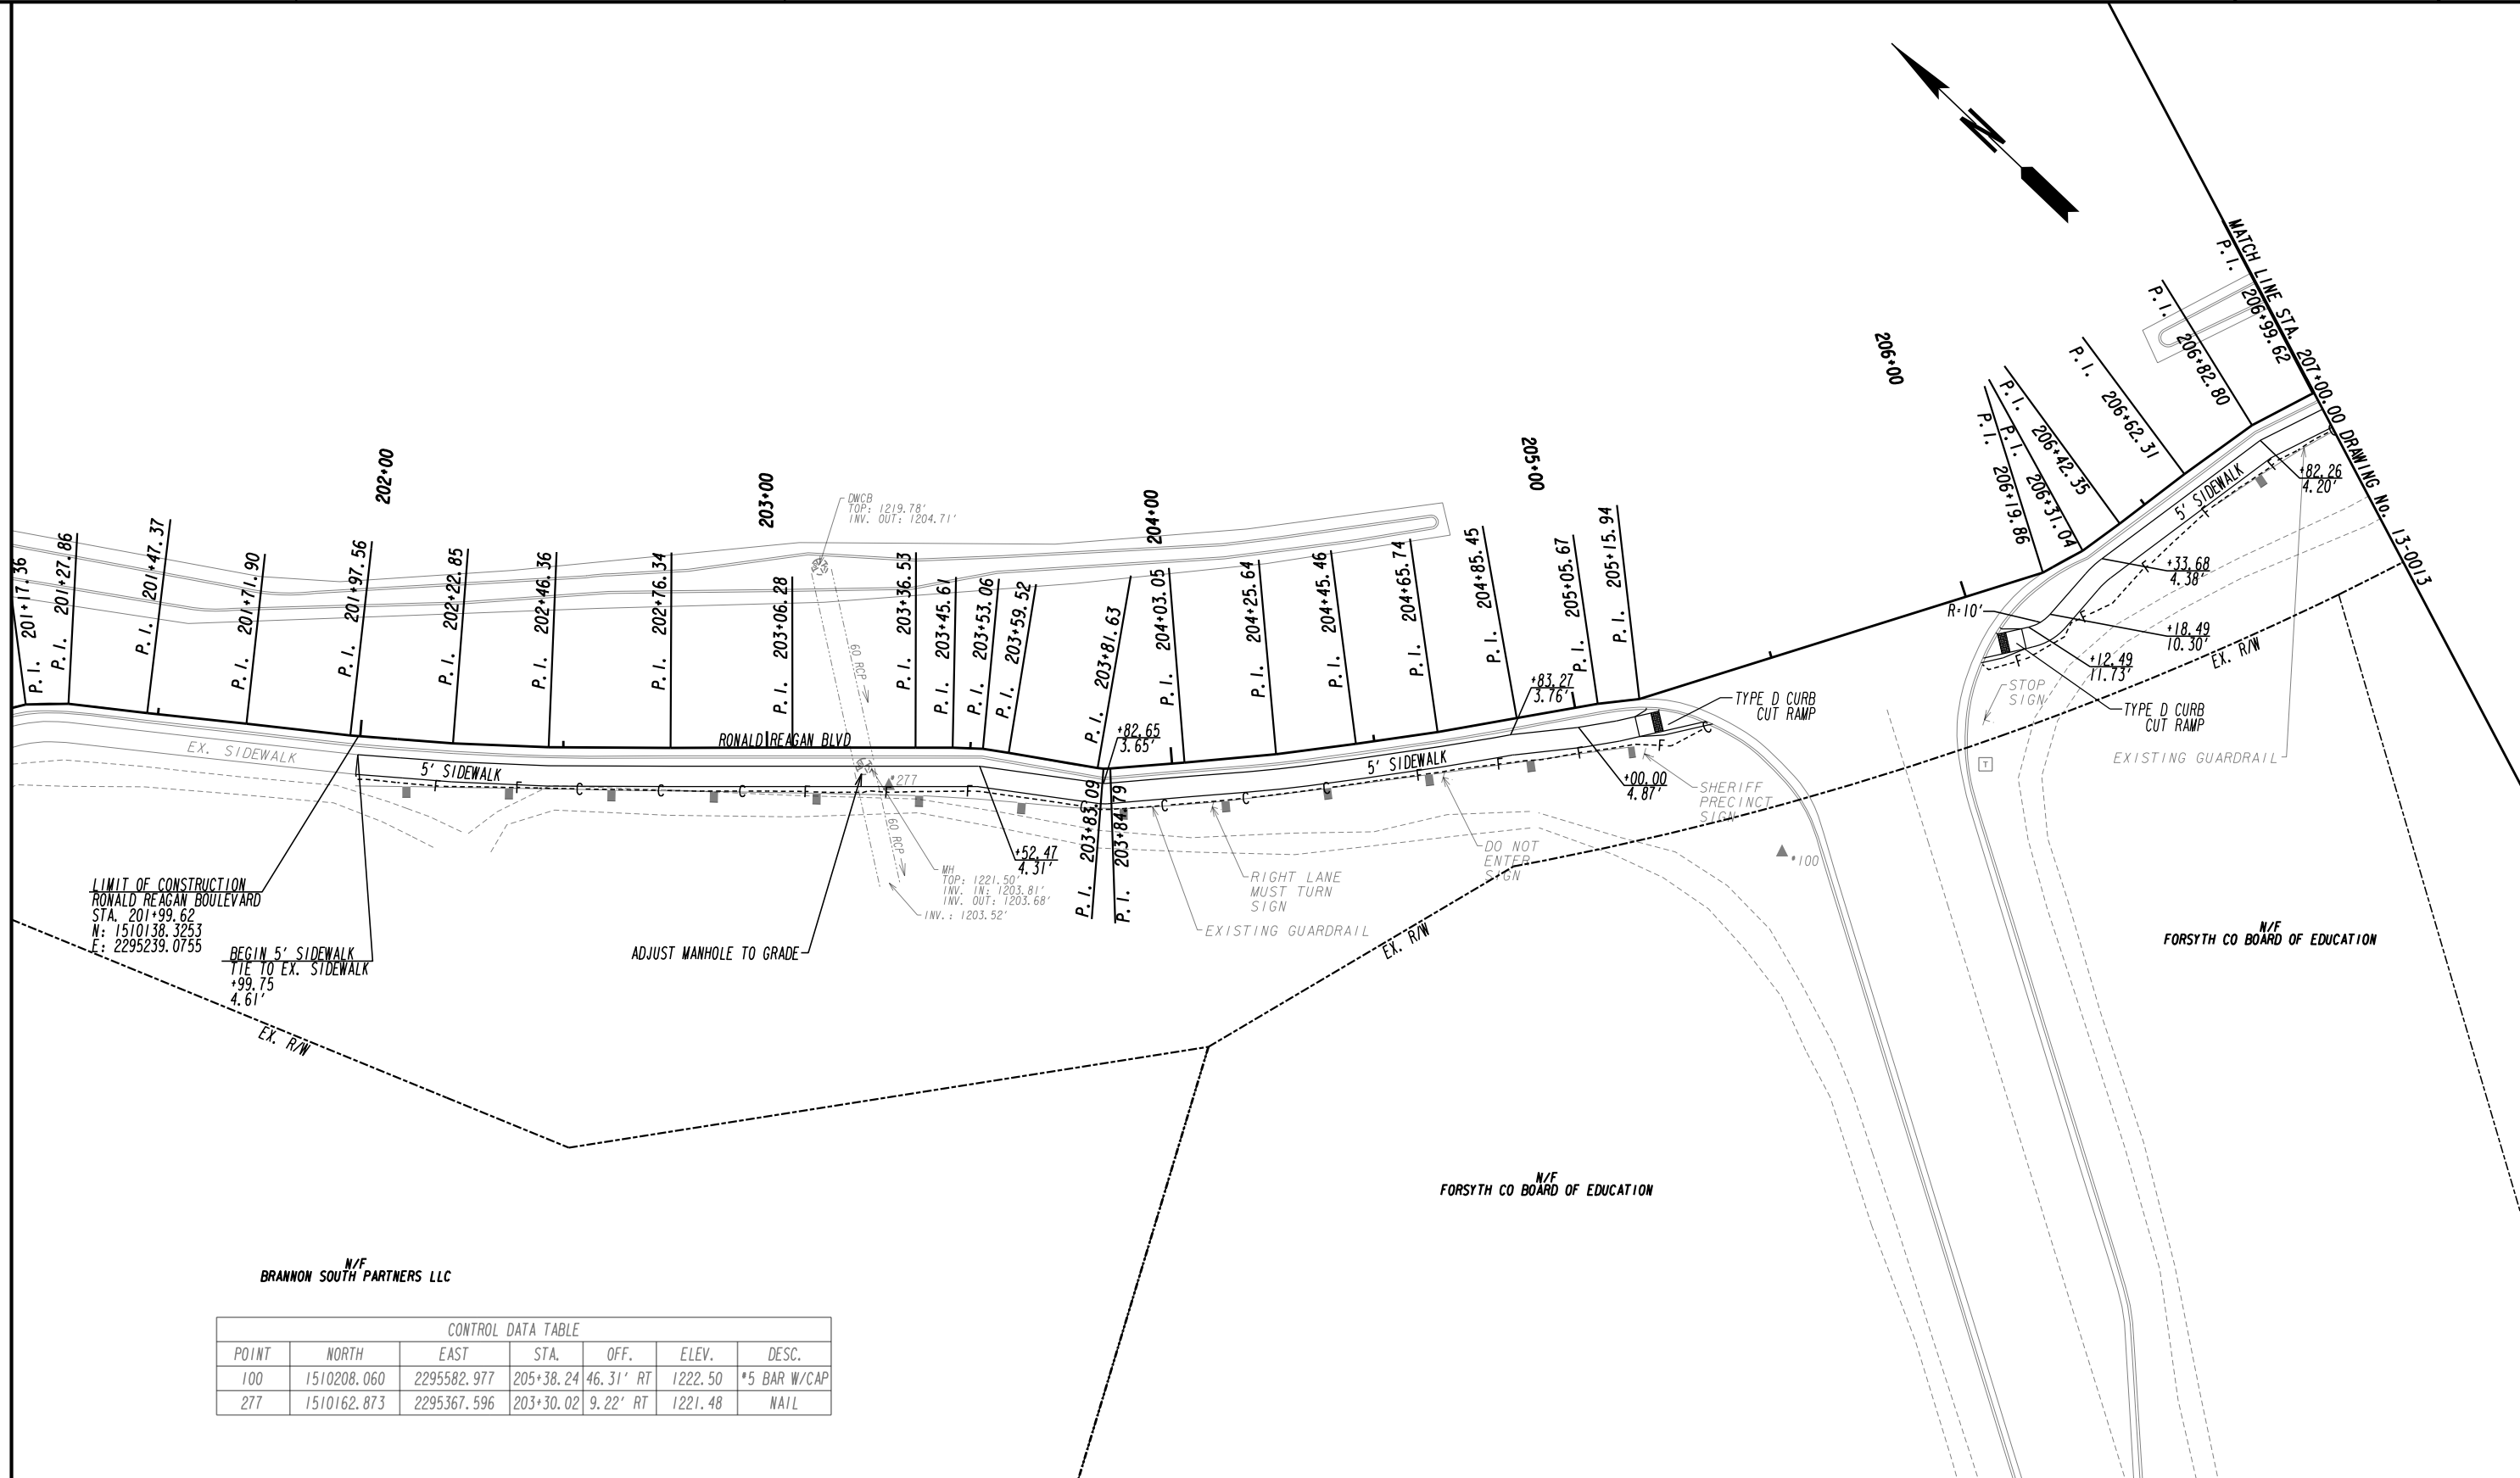 N
MATCH LINE STA. 207+00.00 DRAWING No. 13-0013
P.I. 201+17.36
P.I. 201+27.86
P.I. 201+47.37
P.I. 201+71.90
P.I. 201+97.56
202+00
P.I. 202+22.85
P.I. 202+46.36
P.I. 202+76.34
203+00
P.I. 203+06.28
P.I. 203+36.53
P.I. 203+45.61
P.I. 203+53.06
P.I. 203+59.52
P.I. 203+81.63
P.I. 203+83.09
P.I. 203+84.79
204+00
P.I. 204+03.05
P.I. 204+25.64
P.I. 204+45.46
P.I. 204+65.74
P.I. 204+85.45
205+00
P.I. 205+05.67
P.I. 205+15.94
206+00
P.I. 206+19.86
P.I. 206+31.04
P.I. 206+42.35
P.I. 206+62.31
P.I. 206+82.80
P.I. 206+99.62
DWCB
TOP: 1219.78'
INV. OUT: 1204.71'
60 RCP
60 RCP
RONALD REAGAN BLVD
EX. SIDEWALK
5' SIDEWALK
5' SIDEWALK
5' SIDEWALK
F
F
C
C
C
F
F
F
C
C
C
C
F
F
F
F
C
F
F
F
F
F
C
#277
+82.65
3.65'
+83.27
3.76'
+00.00
4.87'
+52.47
4.31'
+82.26
4.20'
+33.68
4.38'
+18.49
10.30'
+12.49
11.73'
R=10'
TYPE D CURB
CUT RAMP
TYPE D CURB
CUT RAMP
STOP
SIGN
T
EXISTING GUARDRAIL
SHERIFF
PRECINCT
SIGN
DO NOT
ENTER
SIGN
RIGHT LANE
MUST TURN
SIGN
EXISTING GUARDRAIL
#100
MH
TOP: 1221.50'
INV. IN: 1203.81'
INV. OUT: 1203.68'
INV.: 1203.52'
ADJUST MANHOLE TO GRADE
LIMIT OF CONSTRUCTION
RONALD REAGAN BOULEVARD
STA. 201+99.62
N: 1510138.3253
E: 2295239.0755
BEGIN 5' SIDEWALK
TIE TO EX. SIDEWALK
+99.75
4.61'
EX. R/W
EX. R/W
EX. R/W
N/F
FORSYTH CO BOARD OF EDUCATION
N/F
FORSYTH CO BOARD OF EDUCATION
N/F
BRANNON SOUTH PARTNERS LLC
CONTROL DATA TABLE
POINT NORTH EAST STA. OFF. ELEV. DESC.
100 1510208.060 2295582.977 205+38.24 46.31' RT 1222.50 #5 BAR W/CAP
277 1510162.873 2295367.596 203+30.02 9.22' RT 1221.48 NAIL